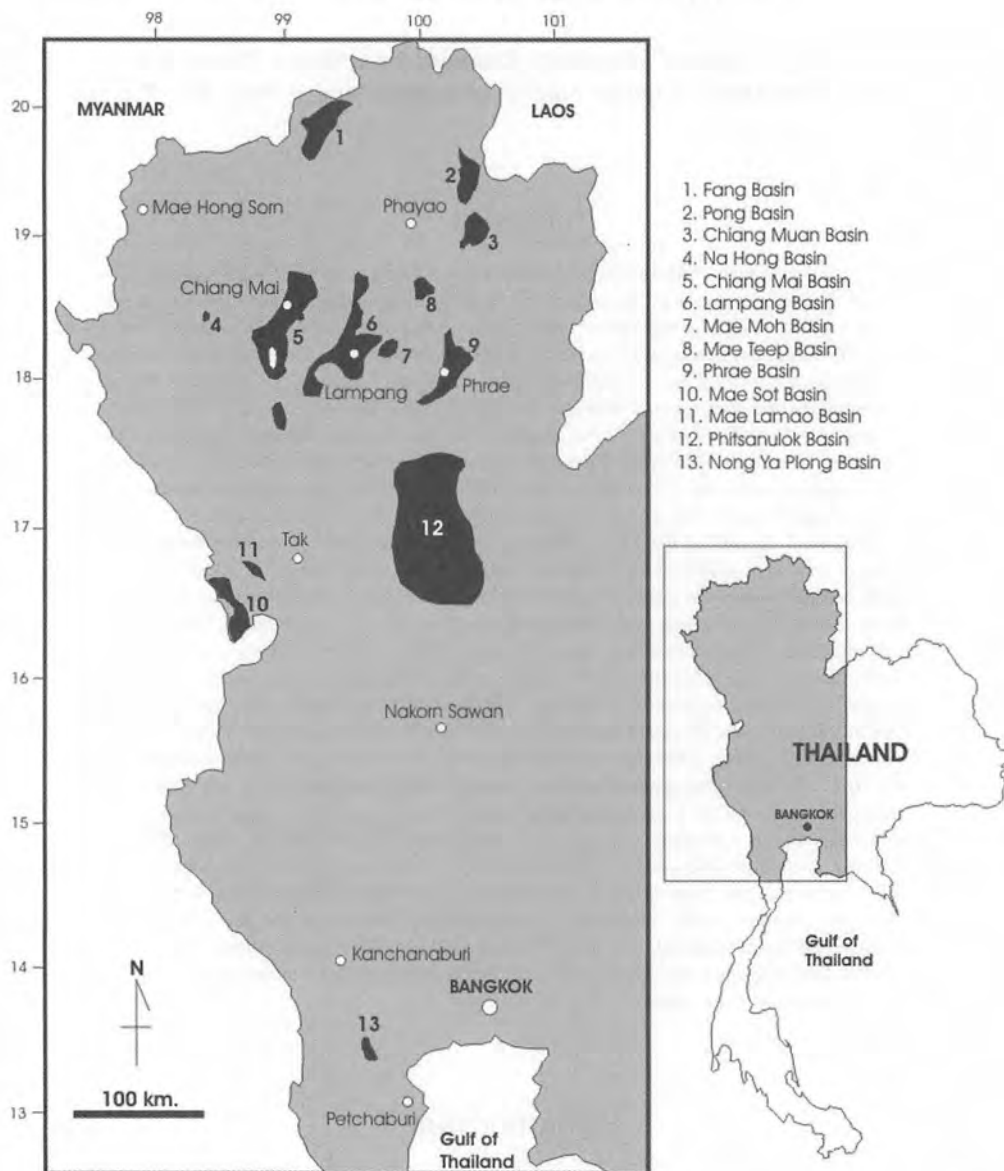 98 99 100 101
20
19
18
17
16
15
14
13
MYANMAR
LAOS
1
2
Mae Hong Sorn
Phayao
3
Chiang Mai
4
5
6
7
8
9
Lampang
Phrae
12
Tak
11
10
Nakorn Sawan
Kanchanaburi
BANGKOK
13
N
100 km.
Petchaburi
Gulf of
Thailand
1. Fang Basin
2. Pong Basin
3. Chiang Muan Basin
4. Na Hong Basin
5. Chiang Mai Basin
6. Lampang Basin
7. Mae Moh Basin
8. Mae Teep Basin
9. Phrae Basin
10. Mae Sot Basin
11. Mae Lamao Basin
12. Phitsanulok Basin
13. Nong Ya Plong Basin
THAILAND
BANGKOK
Gulf of
Thailand